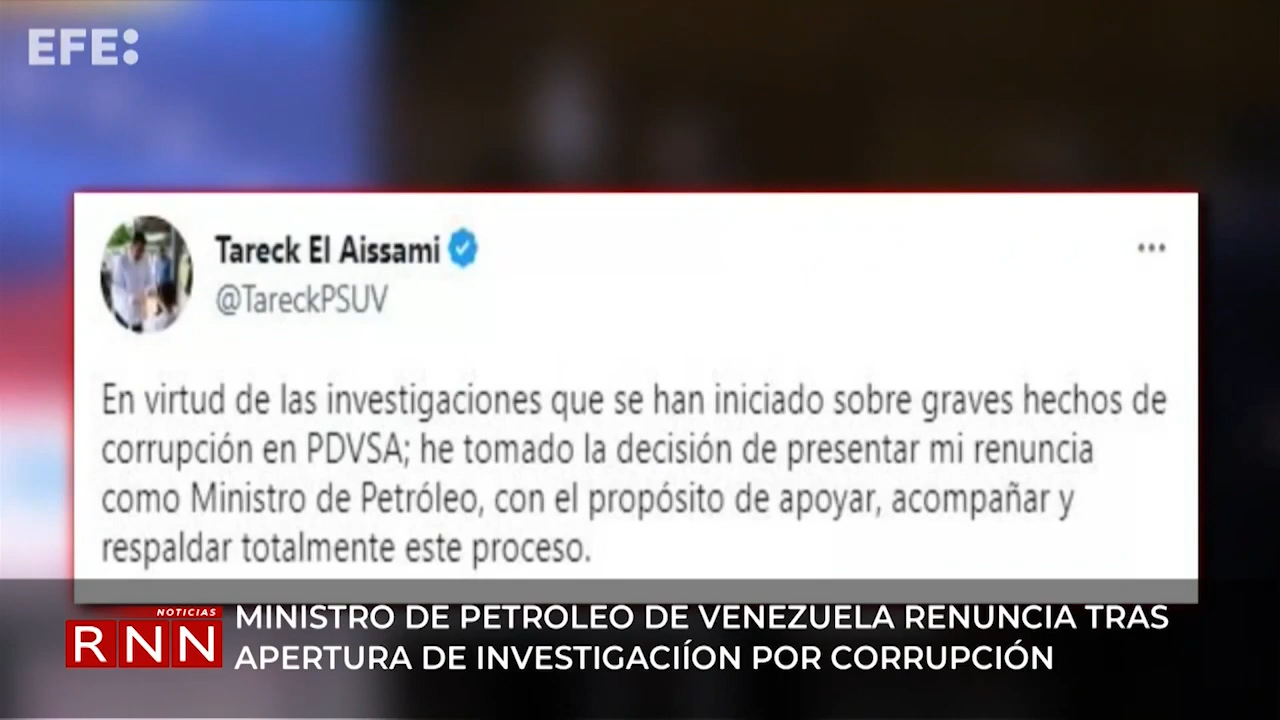 EFE:
Tareck El Aissami
@TareckPSUV
En virtud de las investigaciones que se han iniciado sobre graves hechos de
corrupción en PDVSA; he tomado la decisión de presentar mi renuncia
como Ministro de Petróleo, con el propósito de apoyar, acompañar y
respaldar totalmente este proceso.
NOTICIAS
RNN
MINISTRO DE PETROLEO DE VENEZUELA RENUNCIA TRAS
APERTURA DE INVESTIGACIÍON POR CORRUPCIÓN